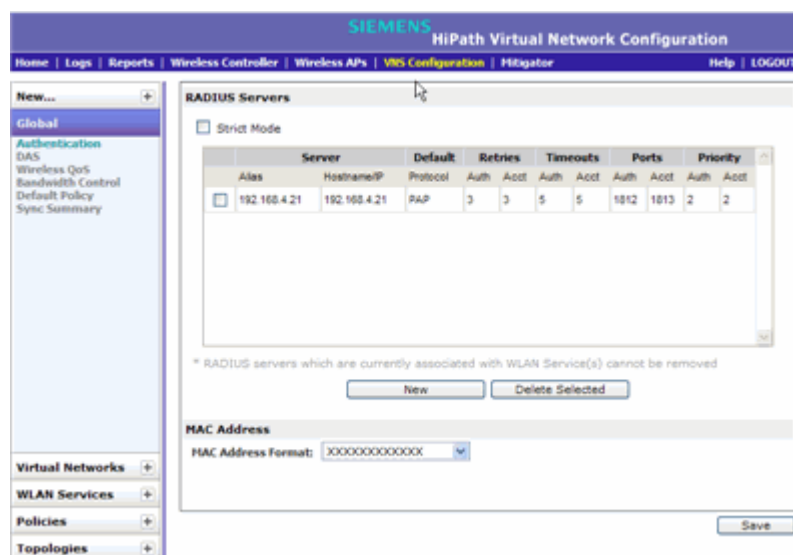 SIEMENS
HiPath Virtual Network Configuration
Home | Logs | Reports | Wireless Controller | Wireless APs | VNS Configuration | Mitigator Help | LOGOUT
New... +
Global
Authentication
DAS
Wireless QoS
Bandwidth Control
Default Policy
Sync Summary
Virtual Networks +
WLAN Services +
Policies +
Topologies +
RADIUS Servers
Strict Mode
Server Default Retries Timeouts Ports Priority
Alias Hostname/IP Protocol Auth Acct Auth Acct Auth Acct Auth Acct
192.168.4.21 192.168.4.21 PAP 3 3 5 5 1812 1813 2 2
* RADIUS servers which are currently associated with WLAN Service(s) cannot be removed
New Delete Selected
MAC Address
MAC Address Format: XXXXXXXXXXXX
Save